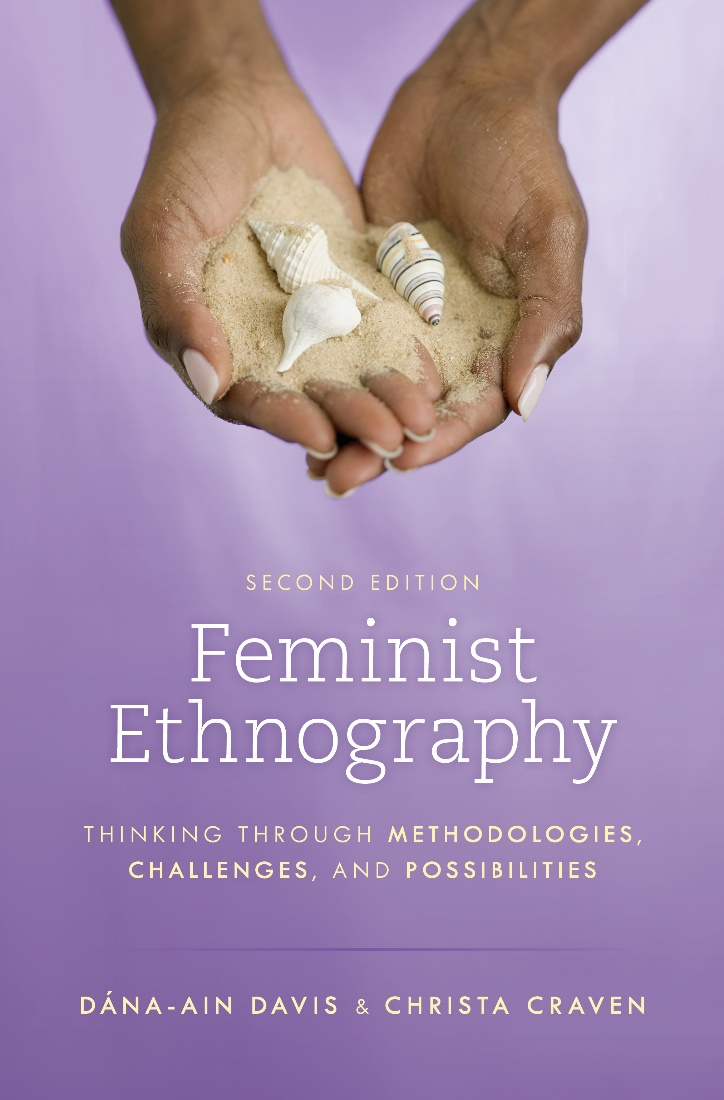 SECOND EDITION
Feminist
Ethnography
THINKING THROUGH METHODOLOGIES,
CHALLENGES, AND POSSIBILITIES
DÁNA-AIN DAVIS & CHRISTA CRAVEN